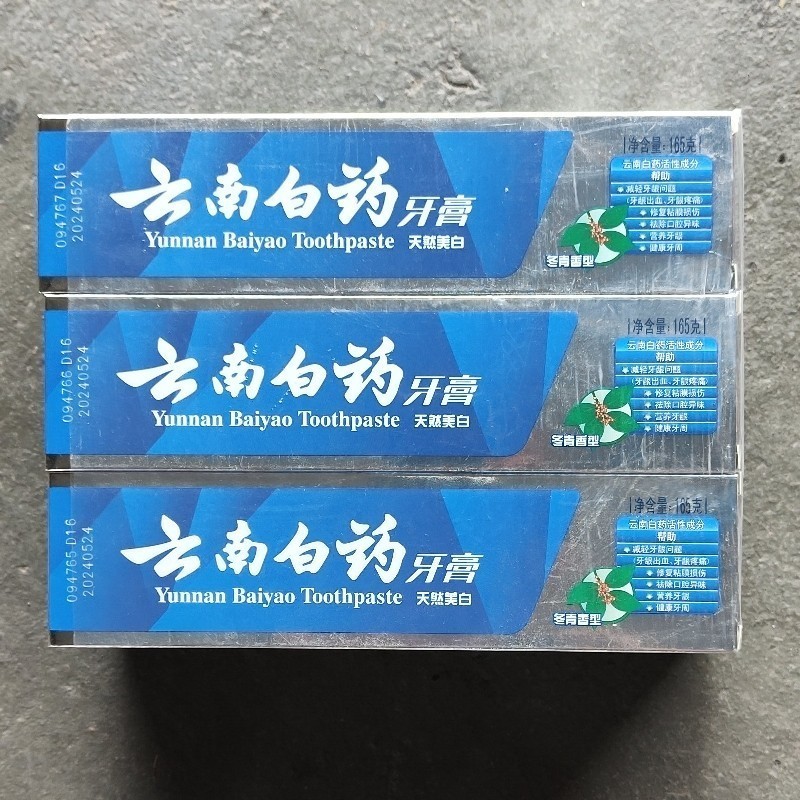 094767 D16
20240524
云南白药牙膏
Yunnan Baiyao Toothpaste 天然美白
净含量:165克
云南白药活性成分
帮助
减轻牙龈问题
(牙龈出血、牙龈疼痛)
修复粘膜损伤
祛除口腔异味
营养牙龈
健康牙周
冬青香型
094766 D16
20240524
云南白药牙膏
Yunnan Baiyao Toothpaste 天然美白
净含量:165克
云南白药活性成分
帮助
减轻牙龈问题
(牙龈出血、牙龈疼痛)
修复粘膜损伤
祛除口腔异味
营养牙龈
健康牙周
冬青香型
094765 D16
20240524
云南白药牙膏
Yunnan Baiyao Toothpaste 天然美白
净含量:165克
云南白药活性成分
帮助
减轻牙龈问题
(牙龈出血、牙龈疼痛)
修复粘膜损伤
祛除口腔异味
营养牙龈
健康牙周
冬青香型